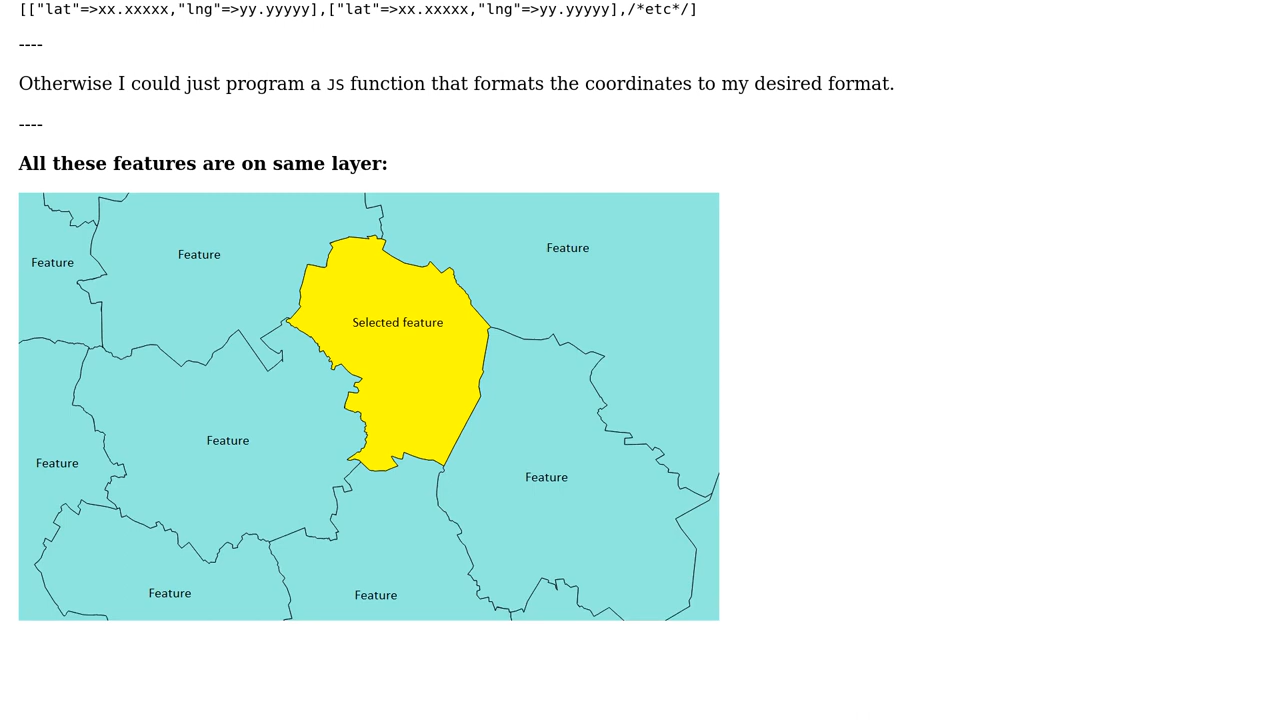 [["lat"=>xx.xxxxx,"lng"=>yy.yyyyy],["lat"=>xx.xxxxx,"lng"=>yy.yyyyy],/*etc*/]
----
Otherwise I could just program a JS function that formats the coordinates to my desired format.
----
All these features are on same layer:
Feature
Feature
Feature
Selected feature
Feature
Feature
Feature
Feature
Feature